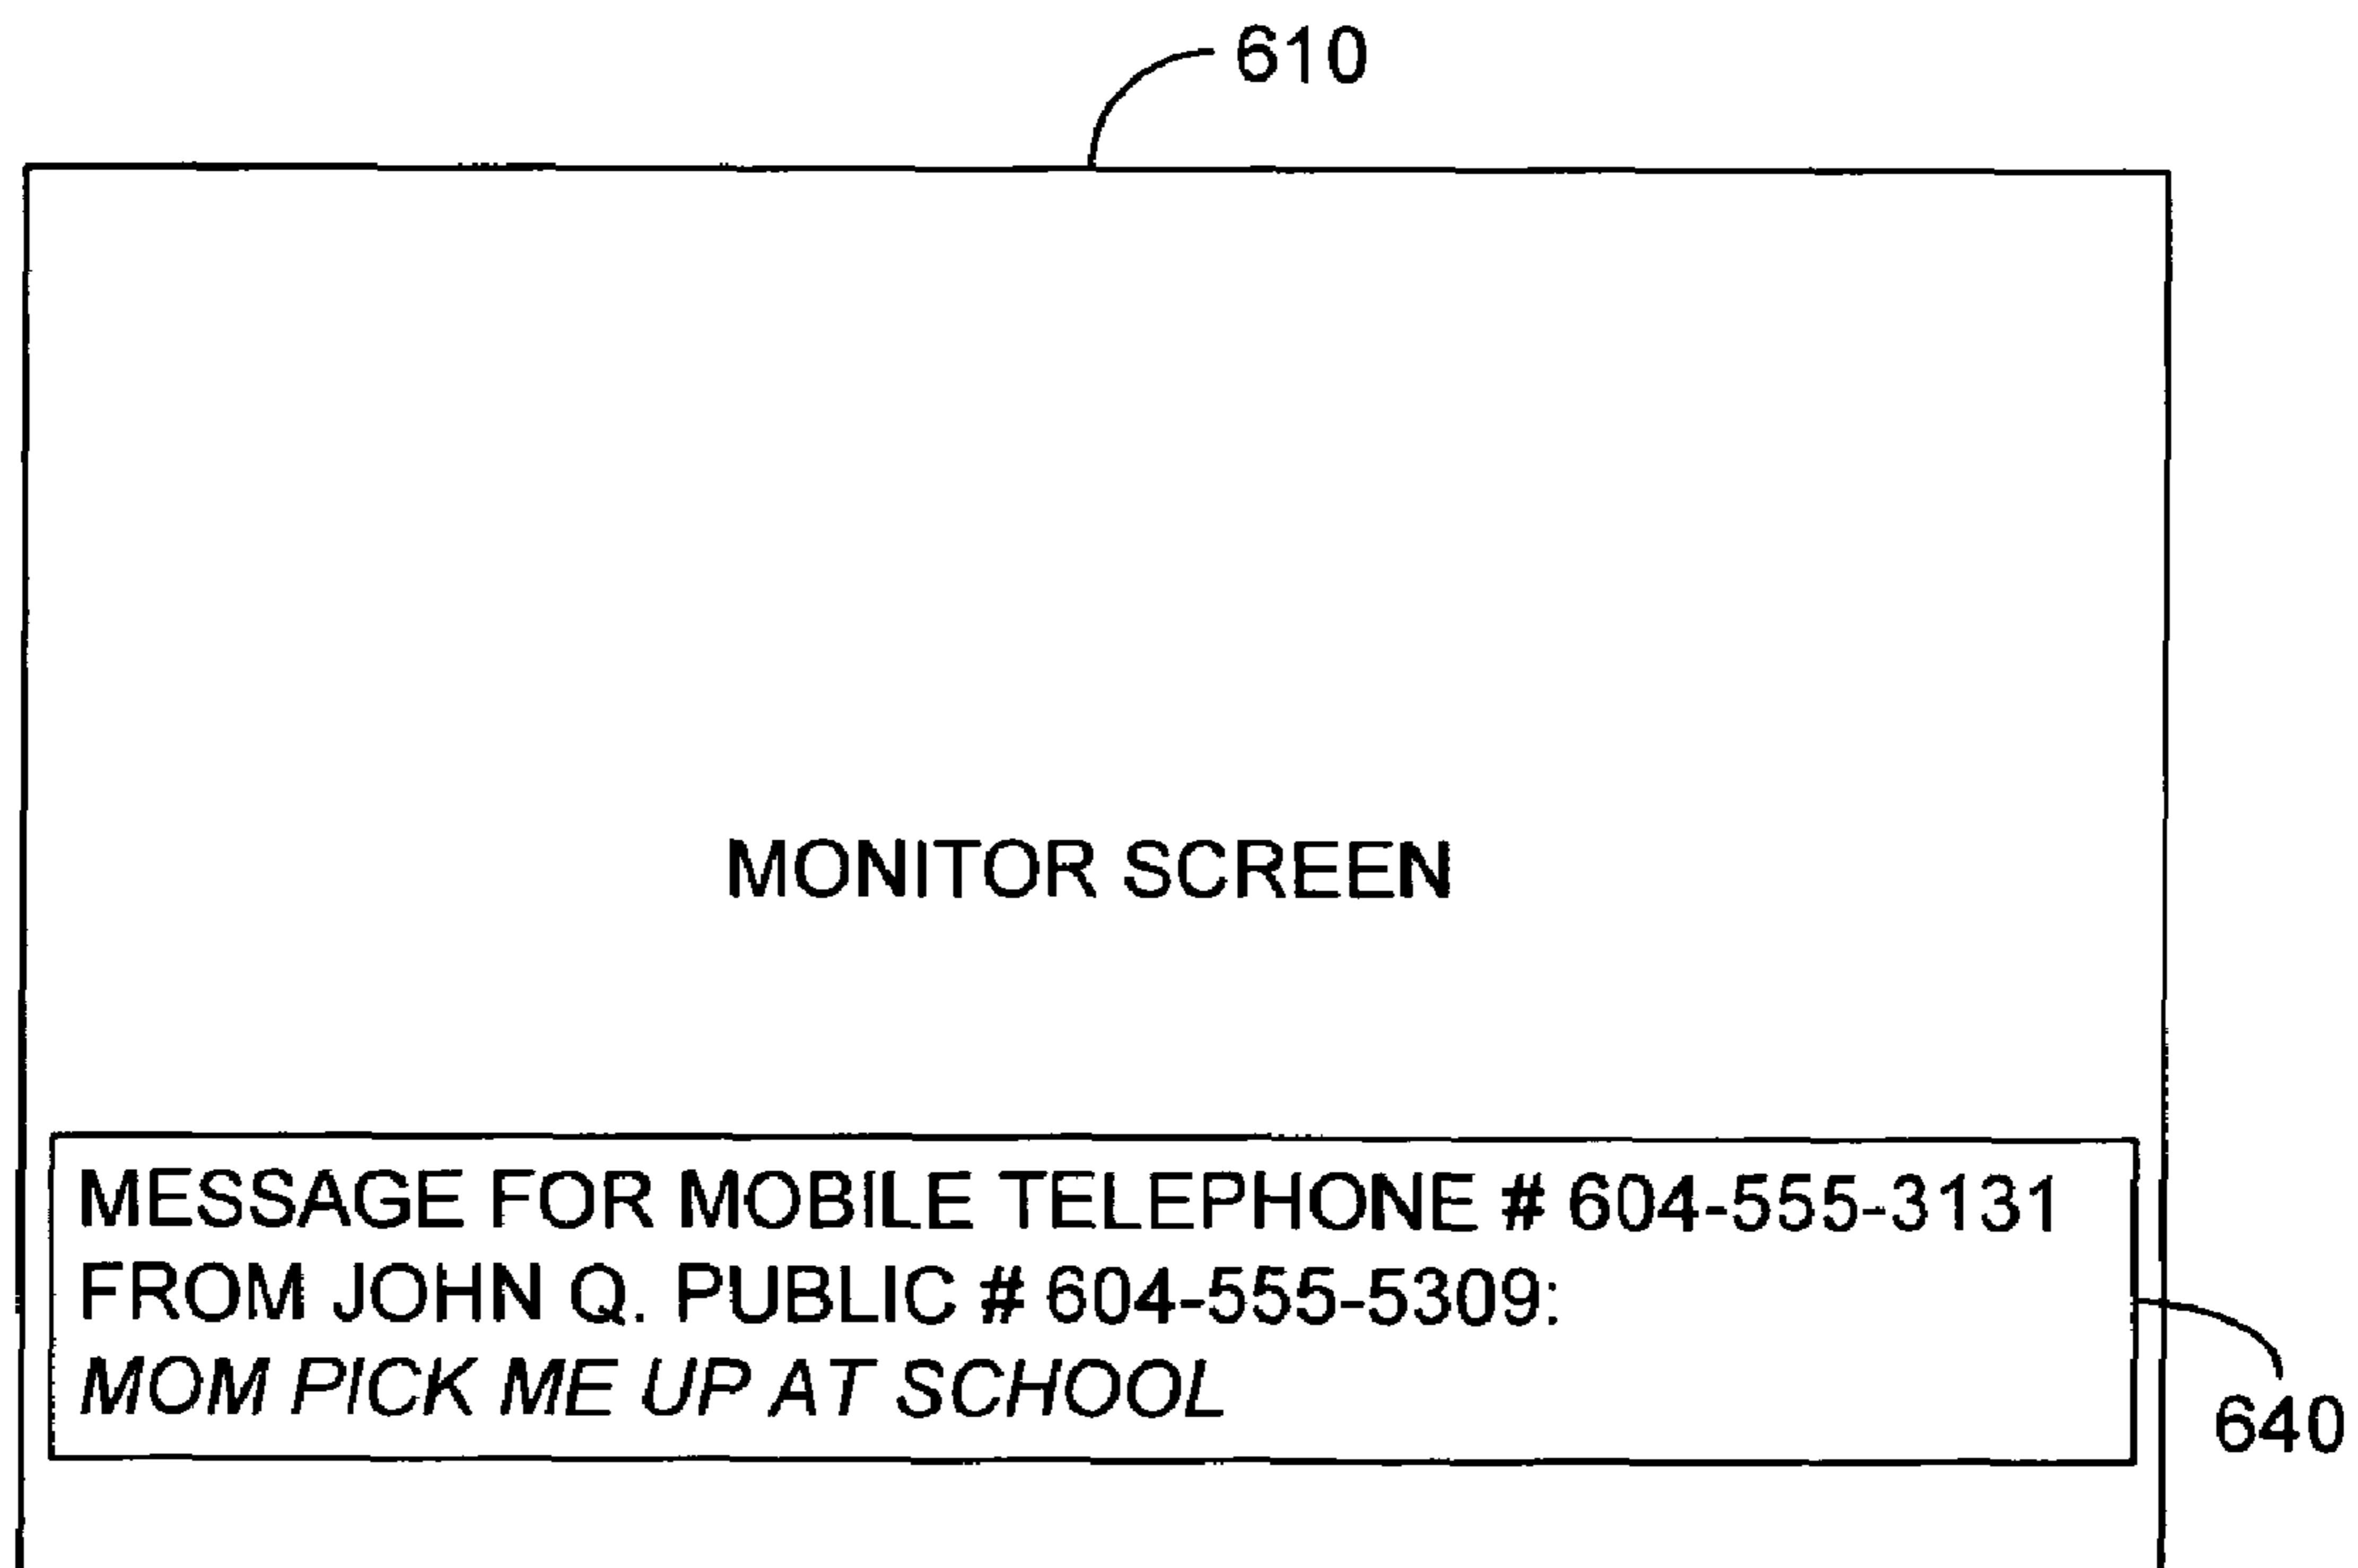 610
MONITOR SCREEN
MESSAGE FOR MOBILE TELEPHONE # 604-555-3131
FROM JOHN Q. PUBLIC # 604-555-5309:
MOM PICK ME UP AT SCHOOL
640